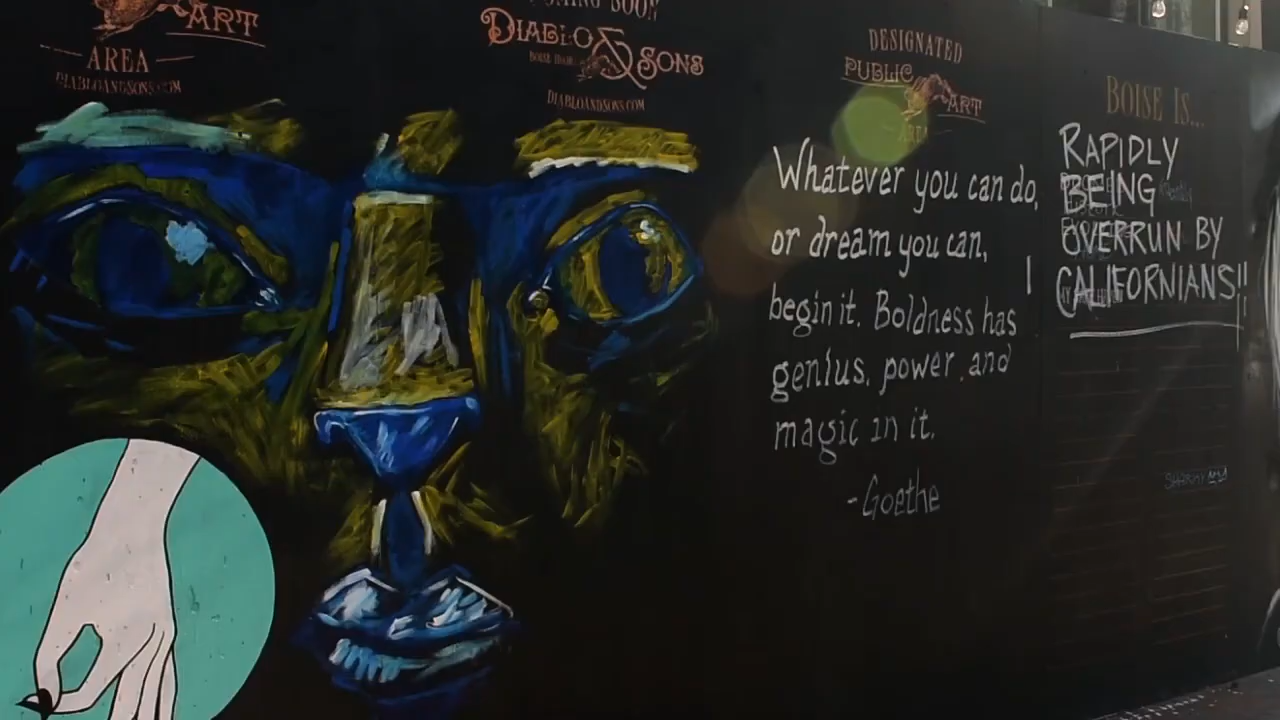 ART
AREA
DIABLOANDSONS.COM
COMING SOON
DIABLO & SONS
DIABLOANDSONS.COM
DESIGNATED
PUBLIC
ART
AREA
Whatever you can do,
or dream you can,
begin it. Boldness has
genius, power, and
magic in it.
-Goethe
BOISE IS...
RAPIDLY
BEING
OVERRUN BY
CALIFORNIANS!!